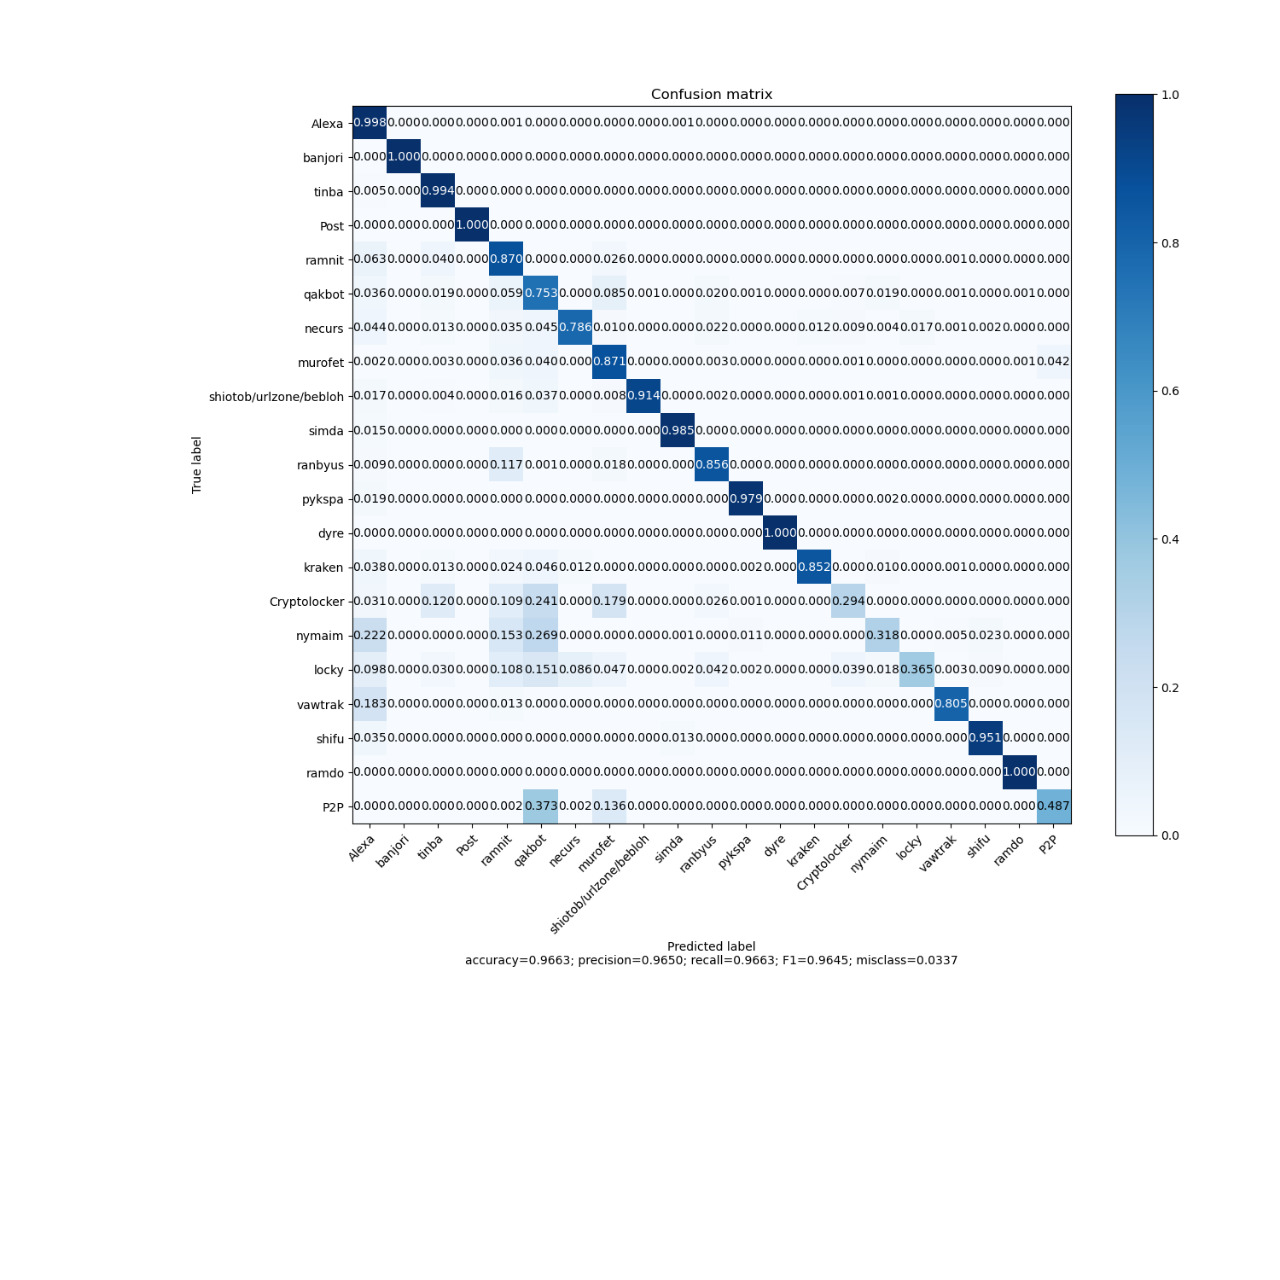 Confusion matrix
Alexa 0.998 0.000 0.000 0.000 0.001 0.000 0.000 0.000 0.000 0.001 0.000 0.000 0.000 0.000 0.000 0.000 0.000 0.000 0.000 0.000 0.000
banjori 0.000 1.000 0.000 0.000 0.000 0.000 0.000 0.000 0.000 0.000 0.000 0.000 0.000 0.000 0.000 0.000 0.000 0.000 0.000 0.000 0.000
tinba 0.005 0.000 0.994 0.000 0.000 0.000 0.000 0.000 0.000 0.000 0.000 0.000 0.000 0.000 0.000 0.000 0.000 0.000 0.000 0.000 0.000
Post 0.000 0.000 0.000 1.000 0.000 0.000 0.000 0.000 0.000 0.000 0.000 0.000 0.000 0.000 0.000 0.000 0.000 0.000 0.000 0.000 0.000
ramnit 0.063 0.000 0.040 0.000 0.870 0.000 0.000 0.026 0.000 0.000 0.000 0.000 0.000 0.000 0.000 0.000 0.000 0.001 0.000 0.000 0.000
qakbot 0.036 0.000 0.019 0.000 0.059 0.753 0.000 0.085 0.001 0.000 0.020 0.001 0.000 0.000 0.007 0.019 0.000 0.001 0.000 0.001 0.000
necurs 0.044 0.000 0.013 0.000 0.035 0.045 0.786 0.010 0.000 0.000 0.022 0.000 0.000 0.012 0.009 0.004 0.017 0.001 0.002 0.000 0.000
murofet 0.002 0.000 0.003 0.000 0.036 0.040 0.000 0.871 0.000 0.000 0.003 0.000 0.000 0.000 0.001 0.000 0.000 0.000 0.000 0.001 0.042
shiotob/urlzone/bebloh 0.017 0.000 0.004 0.000 0.016 0.037 0.000 0.008 0.914 0.000 0.002 0.000 0.000 0.000 0.001 0.001 0.000 0.000 0.000 0.000 0.000
simda 0.015 0.000 0.000 0.000 0.000 0.000 0.000 0.000 0.000 0.985 0.000 0.000 0.000 0.000 0.000 0.000 0.000 0.000 0.000 0.000 0.000
ranbyus 0.009 0.000 0.000 0.000 0.117 0.001 0.000 0.018 0.000 0.000 0.856 0.000 0.000 0.000 0.000 0.000 0.000 0.000 0.000 0.000 0.000
pykspa 0.019 0.000 0.000 0.000 0.000 0.000 0.000 0.000 0.000 0.000 0.000 0.979 0.000 0.000 0.000 0.002 0.000 0.000 0.000 0.000 0.000
dyre 0.000 0.000 0.000 0.000 0.000 0.000 0.000 0.000 0.000 0.000 0.000 0.000 1.000 0.000 0.000 0.000 0.000 0.000 0.000 0.000 0.000
kraken 0.038 0.000 0.013 0.000 0.024 0.046 0.012 0.000 0.000 0.000 0.000 0.002 0.000 0.852 0.000 0.010 0.000 0.001 0.000 0.000 0.000
Cryptolocker 0.031 0.000 0.120 0.000 0.109 0.241 0.000 0.179 0.000 0.000 0.026 0.001 0.000 0.000 0.294 0.000 0.000 0.000 0.000 0.000 0.000
nymaim 0.222 0.000 0.000 0.000 0.153 0.269 0.000 0.000 0.000 0.001 0.000 0.011 0.000 0.000 0.000 0.318 0.000 0.005 0.023 0.000 0.000
locky 0.098 0.000 0.030 0.000 0.108 0.151 0.086 0.047 0.000 0.002 0.042 0.002 0.000 0.000 0.039 0.018 0.365 0.003 0.009 0.000 0.000
vawtrak 0.183 0.000 0.000 0.000 0.013 0.000 0.000 0.000 0.000 0.000 0.000 0.000 0.000 0.000 0.000 0.000 0.000 0.805 0.000 0.000 0.000
shifu 0.035 0.000 0.000 0.000 0.000 0.000 0.000 0.000 0.000 0.013 0.000 0.000 0.000 0.000 0.000 0.000 0.000 0.000 0.951 0.000 0.000
ramdo 0.000 0.000 0.000 0.000 0.000 0.000 0.000 0.000 0.000 0.000 0.000 0.000 0.000 0.000 0.000 0.000 0.000 0.000 0.000 1.000 0.000
P2P 0.000 0.000 0.000 0.000 0.002 0.373 0.002 0.136 0.000 0.000 0.000 0.000 0.000 0.000 0.000 0.000 0.000 0.000 0.000 0.000 0.487
True label
Alexa banjori tinba Post ramnit qakbot necurs murofet shiotob/urlzone/bebloh simda ranbyus pykspa dyre kraken Cryptolocker nymaim locky vawtrak shifu ramdo P2P
Predicted label
accuracy=0.9663; precision=0.9650; recall=0.9663; F1=0.9645; misclass=0.0337
1.0
0.8
0.6
0.4
0.2
0.0